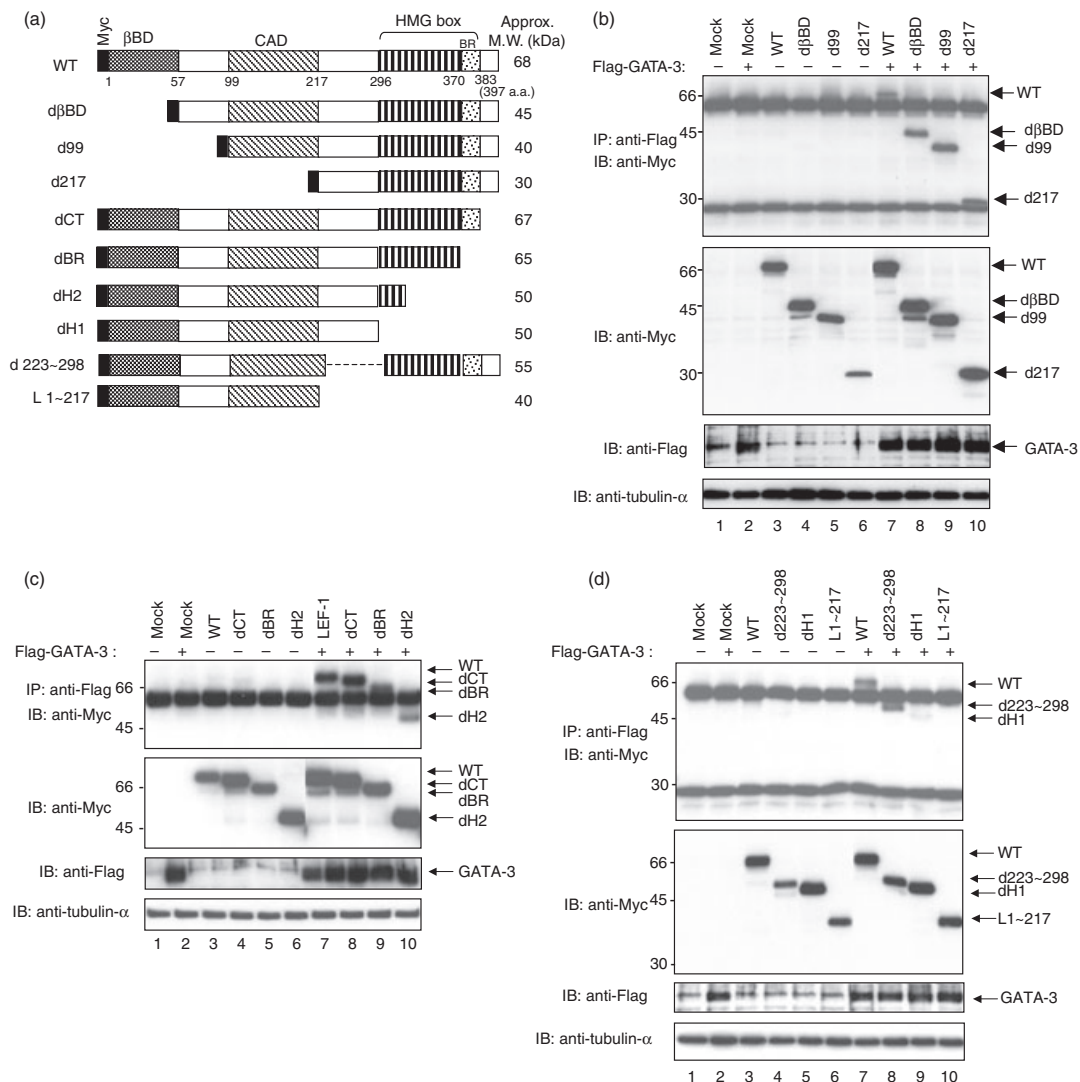 (a)
Myc
βBD
CAD
HMG box
BR
Approx.
M.W. (kDa)
WT
68
1
57
99
217
296
370
383
(397 a.a.)
dβBD
45
d99
40
d217
30
dCT
67
dBR
65
dH2
50
dH1
50
d 223~298
55
L 1~217
40
(b)
Mock Mock WT dβBD d99 d217 WT dβBD d99 d217
Flag-GATA-3: – + – – – – + + + +
66
WT
45
dβBD
IP: anti-Flag
IB: anti-Myc
d99
30
d217
66
WT
45
dβBD
d99
IB: anti-Myc
30
d217
IB: anti-Flag
GATA-3
IB: anti-tubulin-α
1 2 3 4 5 6 7 8 9 10
(c)
Mock Mock WT dCT dBR dH2 LEF-1 dCT dBR dH2
Flag-GATA-3 : – + – – – – + + + +
WT
dCT
66
dBR
IP: anti-Flag
IB: anti-Myc
dH2
45
WT
dCT
66
dBR
IB: anti-Myc
dH2
45
IB: anti-Flag
GATA-3
IB: anti-tubulin-α
1 2 3 4 5 6 7 8 9 10
(d)
Mock Mock WT d223~298 dH1 L1~217 WT d223~298 dH1 L1~217
Flag-GATA-3 : – + – – – – + + + +
66
WT
d223~298
45
dH1
IP: anti-Flag
IB: anti-Myc
30
66
WT
d223~298
45
dH1
IB: anti-Myc
L1~217
30
IB: anti-Flag
GATA-3
IB: anti-tubulin-α
1 2 3 4 5 6 7 8 9 10